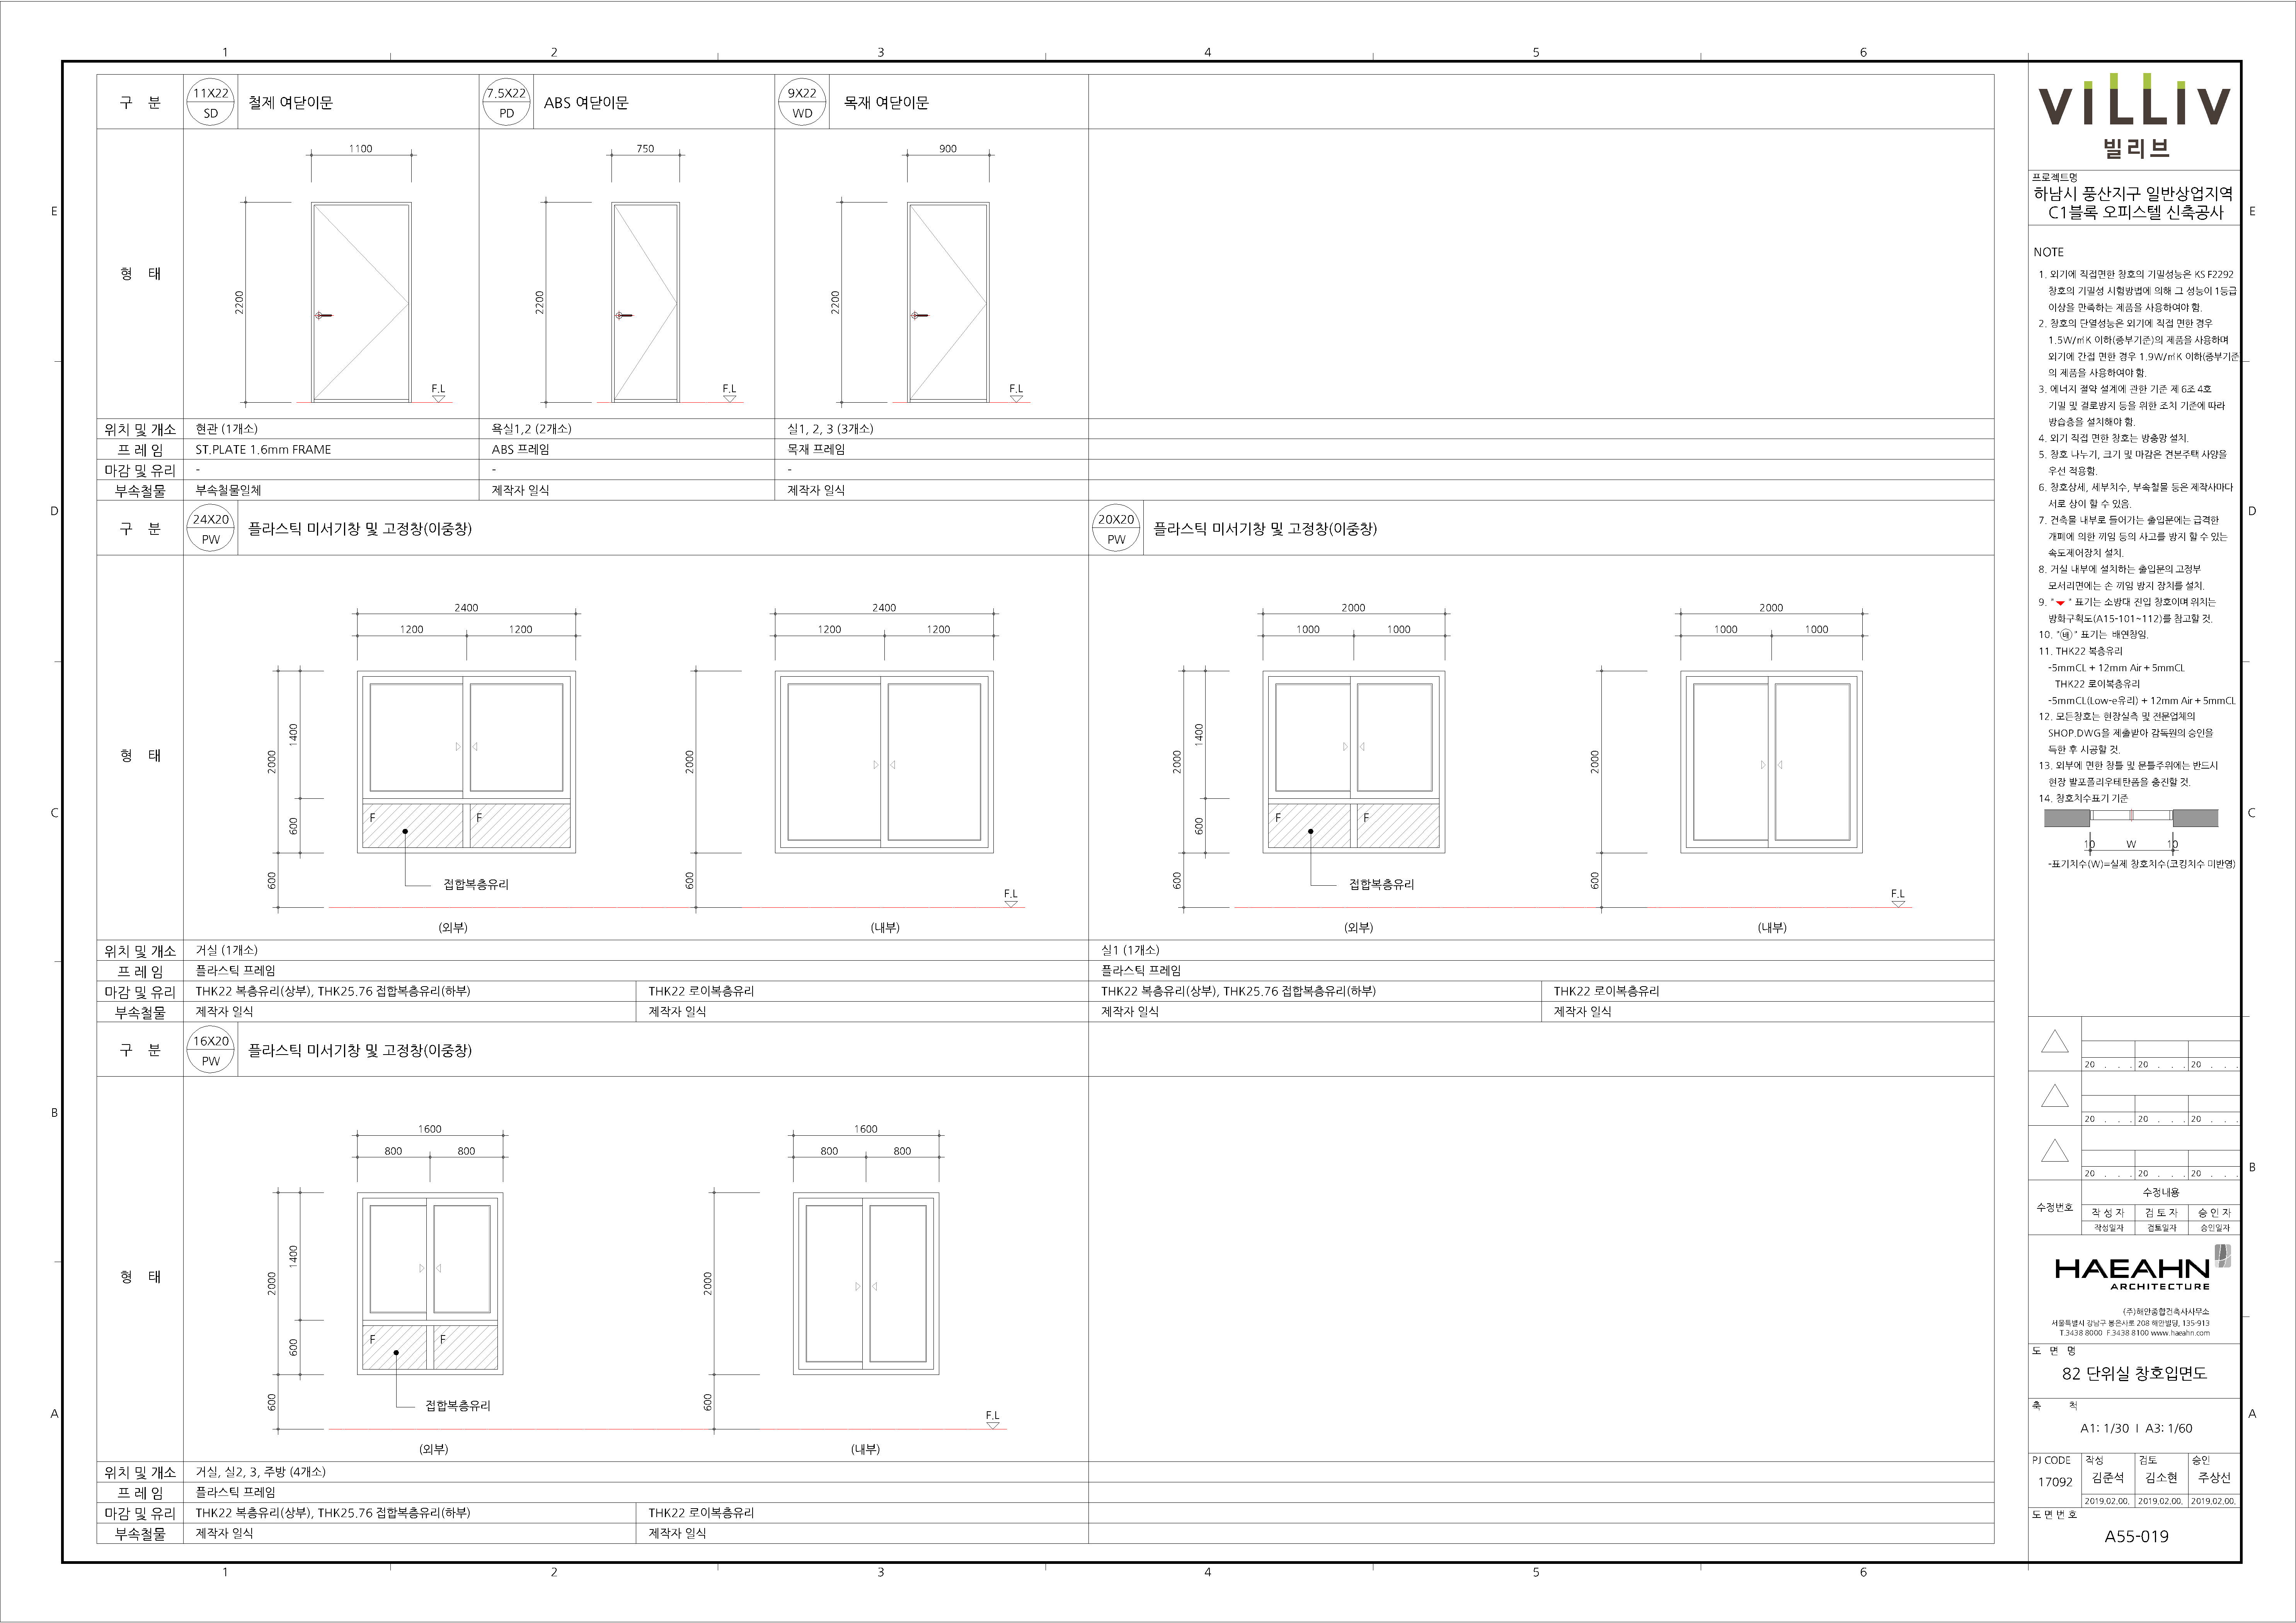 1 2 3 4 5 6
구 분
11X22
SD
철제 여닫이문
7.5X22
PD
ABS 여닫이문
9X22
WD
목재 여닫이문
형 태
1100
2200
F.L
750
2200
F.L
900
2200
F.L
위치 및 개소 현관 (1개소) 욕실1,2 (2개소) 실1, 2, 3 (3개소)
프 레 임 ST.PLATE 1.6mm FRAME ABS 프레임 목재 프레임
마감 및 유리 - - -
부속철물 부속철물일체 제작자 일식 제작자 일식
구 분
24X20
PW
플라스틱 미서기창 및 고정창(이중창)
20X20
PW
플라스틱 미서기창 및 고정창(이중창)
형 태
2400
1200 1200
2000
1400
600
600
F F
접합복층유리
(외부)
2400
1200 1200
2000
600
F.L
(내부)
2000
1000 1000
2000
1400
600
600
F F
접합복층유리
(외부)
2000
1000 1000
2000
600
F.L
(내부)
위치 및 개소 거실 (1개소) 실1 (1개소)
프 레 임 플라스틱 프레임 플라스틱 프레임
마감 및 유리 THK22 복층유리(상부), THK25.76 접합복층유리(하부) THK22 로이복층유리 THK22 복층유리(상부), THK25.76 접합복층유리(하부) THK22 로이복층유리
부속철물 제작자 일식 제작자 일식 제작자 일식 제작자 일식
구 분
16X20
PW
플라스틱 미서기창 및 고정창(이중창)
형 태
1600
800 800
2000
1400
600
600
F F
접합복층유리
(외부)
1600
800 800
2000
600
F.L
(내부)
위치 및 개소 거실, 실2, 3, 주방 (4개소)
프 레 임 플라스틱 프레임
마감 및 유리 THK22 복층유리(상부), THK25.76 접합복층유리(하부) THK22 로이복층유리
부속철물 제작자 일식 제작자 일식
E
D
C
B
A
E
D
C
B
A
1 2 3 4 5 6
VILLIV
빌리브
프로젝트명
하남시 풍산지구 일반상업지역
C1블록 오피스텔 신축공사
NOTE
1. 외기에 직접면한 창호의 기밀성능은 KS F2292
창호의 기밀성 시험방법에 의해 그 성능이 1등급
이상을 만족하는 제품을 사용하여야 함.
2. 창호의 단열성능은 외기에 직접 면한 경우
1.5W/㎡K 이하(중부기준)의 제품을 사용하며
외기에 간접 면한 경우 1.9W/㎡K 이하(중부기준
의 제품을 사용하여야 함.
3. 에너지 절약 설계에 관한 기준 제 6조 4호
기밀 및 결로방지 등을 위한 조치 기준에 따라
방습층을 설치해야 함.
4. 외기 직접 면한 창호는 방충망 설치.
5. 창호 나누기, 크기 및 마감은 견본주택 사양을
우선 적용함.
6. 창호상세, 세부치수, 부속철물 등은 제작사마다
서로 상이 할 수 있음.
7. 건축물 내부로 들어가는 출입문에는 급격한
개폐에 의한 끼임 등의 사고를 방지 할 수 있는
속도제어장치 설치.
8. 거실 내부에 설치하는 출입문의 고정부
모서리면에는 손 끼임 방지 장치를 설치.
9. "▼" 표기는 소방대 진입 창호이며 위치는
방화구획도(A15-101~112)를 참고할 것.
10. "㉥" 표기는 배연창임.
11. THK22 복층유리
-5mmCL + 12mm Air + 5mmCL
THK22 로이복층유리
-5mmCL(Low-e유리) + 12mm Air + 5mmCL
12. 모든창호는 현장실측 및 전문업체의
SHOP.DWG을 제출받아 감독원의 승인을
득한 후 시공할 것.
13. 외부에 면한 창틀 및 문틀주위에는 반드시
현장 발포폴리우레탄폼을 충진할 것.
14. 창호치수표기 기준
10 W 10
-표기치수(W)=실제 창호치수(코킹치수 미반영)
20 . . . 20 . . . 20 . . .
20 . . . 20 . . . 20 . . .
20 . . . 20 . . . 20 . . .
수정번호
수정내용
작 성 자 검 토 자 승 인 자
작성일자 검토일자 승인일자
HAEAHN
ARCHITECTURE
(주)해안종합건축사사무소
서울특별시 강남구 봉은사로 208 해안빌딩, 135-913
T.3438 8000 F.3438 8100 www.haeahn.com
도 면 명
82 단위실 창호입면도
축 척
A1: 1/30 I A3: 1/60
PJ CODE 작성 검토 승인
17092 김준석 김소현 주상선
2019.02.00. 2019.02.00. 2019.02.00.
도 면 번 호
A55-019